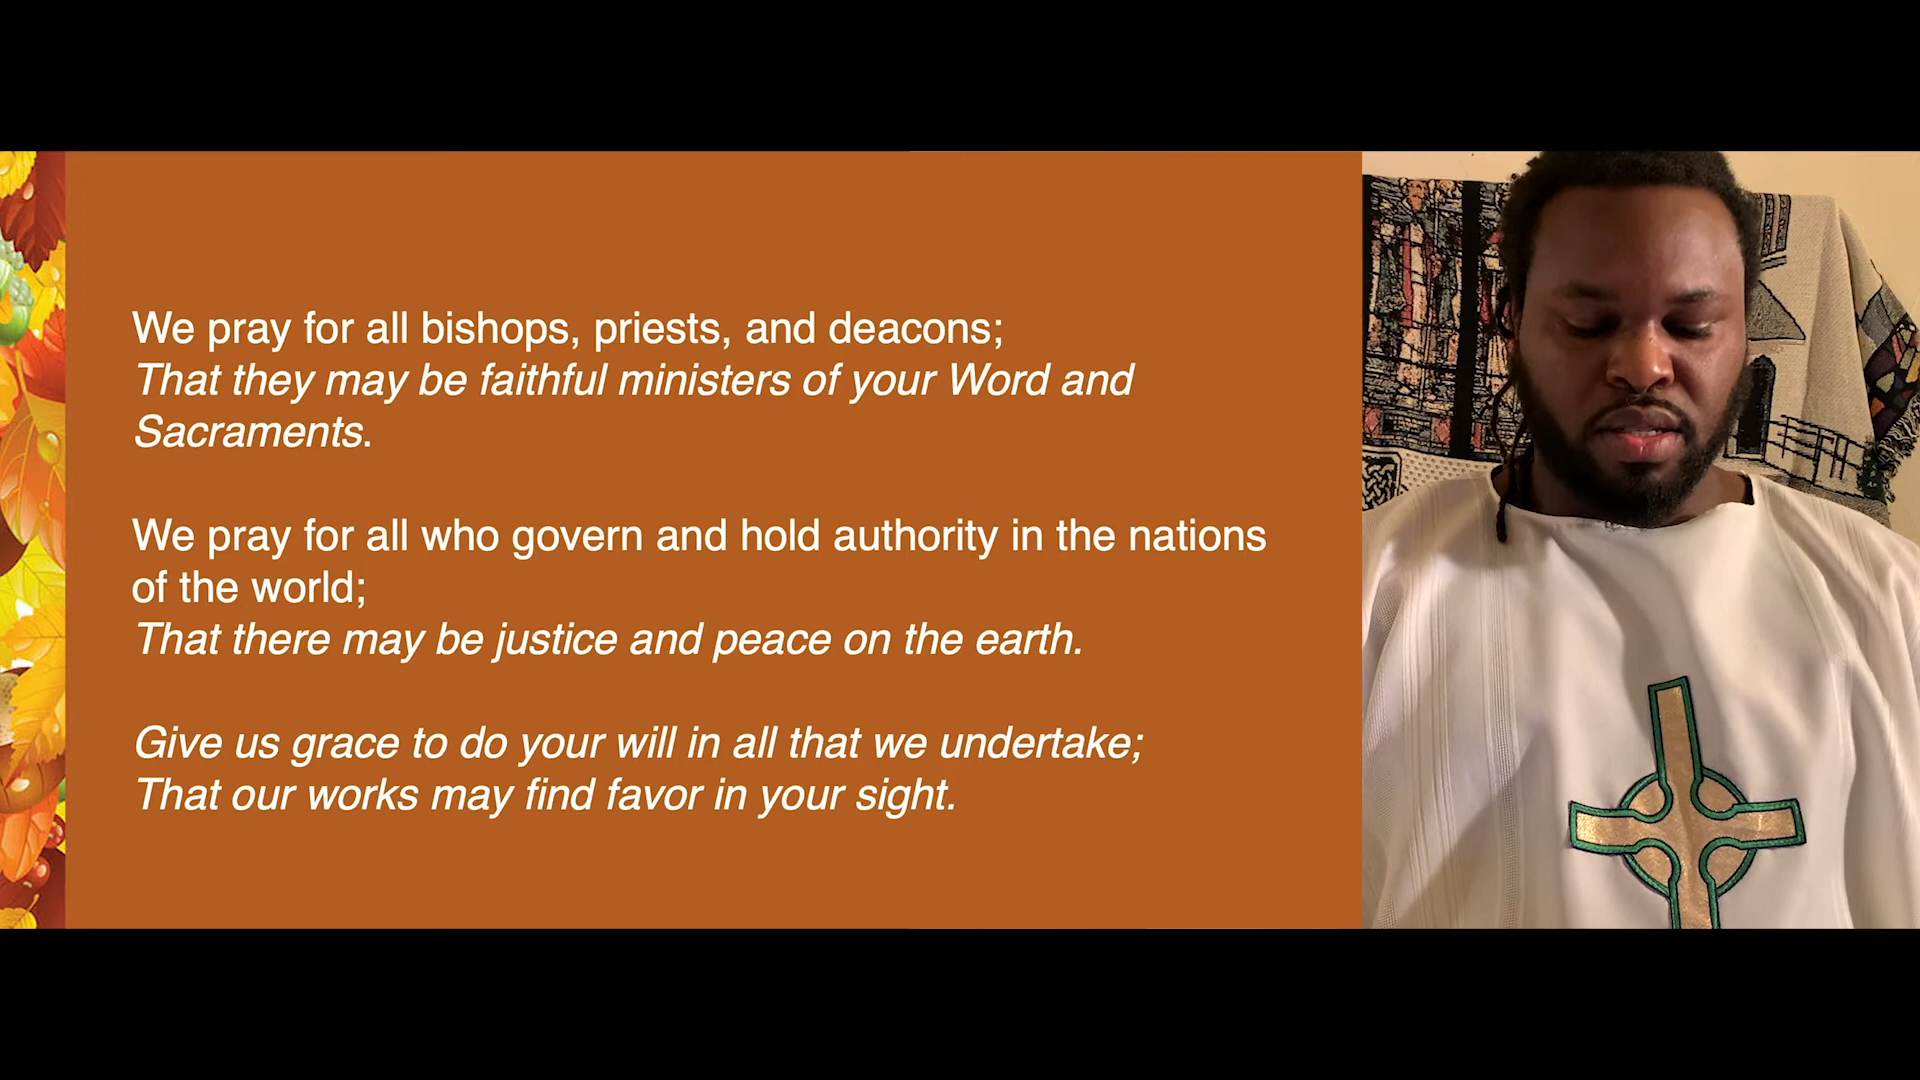 We pray for all bishops, priests, and deacons;
That they may be faithful ministers of your Word and
Sacraments.
We pray for all who govern and hold authority in the nations
of the world;
That there may be justice and peace on the earth.
Give us grace to do your will in all that we undertake;
That our works may find favor in your sight.